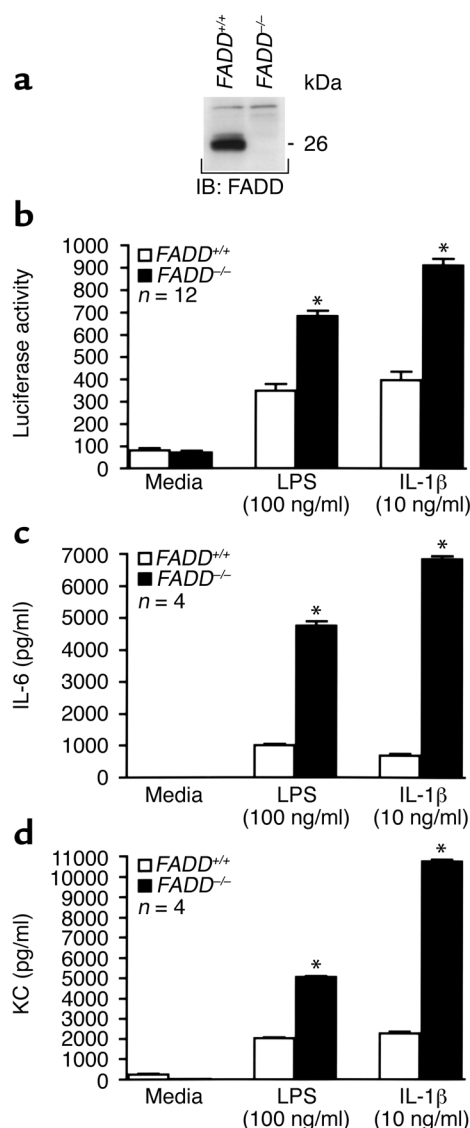 a
FADD+/+
FADD–/–
kDa
- 26
IB: FADD
b
Luciferase activity
1000
900
800
700
600
500
400
300
200
100
0
FADD+/+
FADD–/–
n = 12
*
*
Media
LPS
(100 ng/ml)
IL-1β
(10 ng/ml)
c
IL-6 (pg/ml)
7000
6000
5000
4000
3000
2000
1000
0
FADD+/+
FADD–/–
n = 4
*
*
Media
LPS
(100 ng/ml)
IL-1β
(10 ng/ml)
d
KC (pg/ml)
11000
10000
9000
8000
7000
6000
5000
4000
3000
2000
1000
0
FADD+/+
FADD–/–
n = 4
*
*
Media
LPS
(100 ng/ml)
IL-1β
(10 ng/ml)